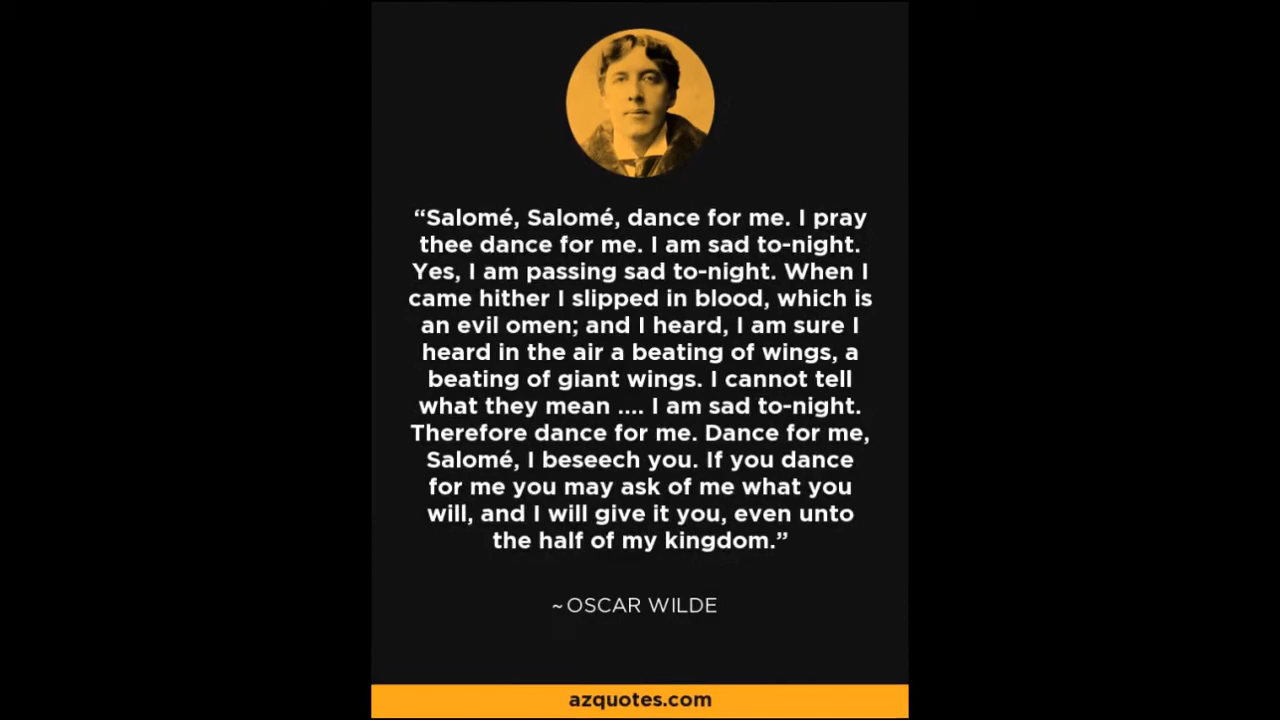 “Salomé, Salomé, dance for me. I pray
thee dance for me. I am sad to-night.
Yes, I am passing sad to-night. When I
came hither I slipped in blood, which is
an evil omen; and I heard, I am sure I
heard in the air a beating of wings, a
beating of giant wings. I cannot tell
what they mean .... I am sad to-night.
Therefore dance for me. Dance for me,
Salomé, I beseech you. If you dance
for me you may ask of me what you
will, and I will give it you, even unto
the half of my kingdom.”
~ OSCAR WILDE
azquotes.com